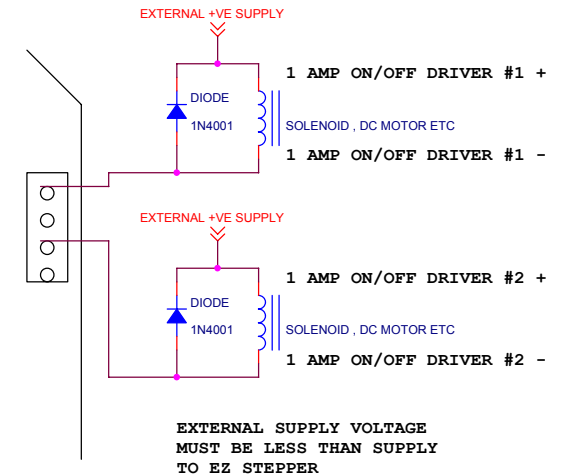 EXTERNAL +VE SUPPLY
1 AMP ON/OFF DRIVER #1 +
DIODE
1N4001
SOLENOID , DC MOTOR ETC
1 AMP ON/OFF DRIVER #1 -
EXTERNAL +VE SUPPLY
1 AMP ON/OFF DRIVER #2 +
DIODE
1N4001
SOLENOID , DC MOTOR ETC
1 AMP ON/OFF DRIVER #2 -
EXTERNAL SUPPLY VOLTAGE
MUST BE LESS THAN SUPPLY
TO EZ STEPPER